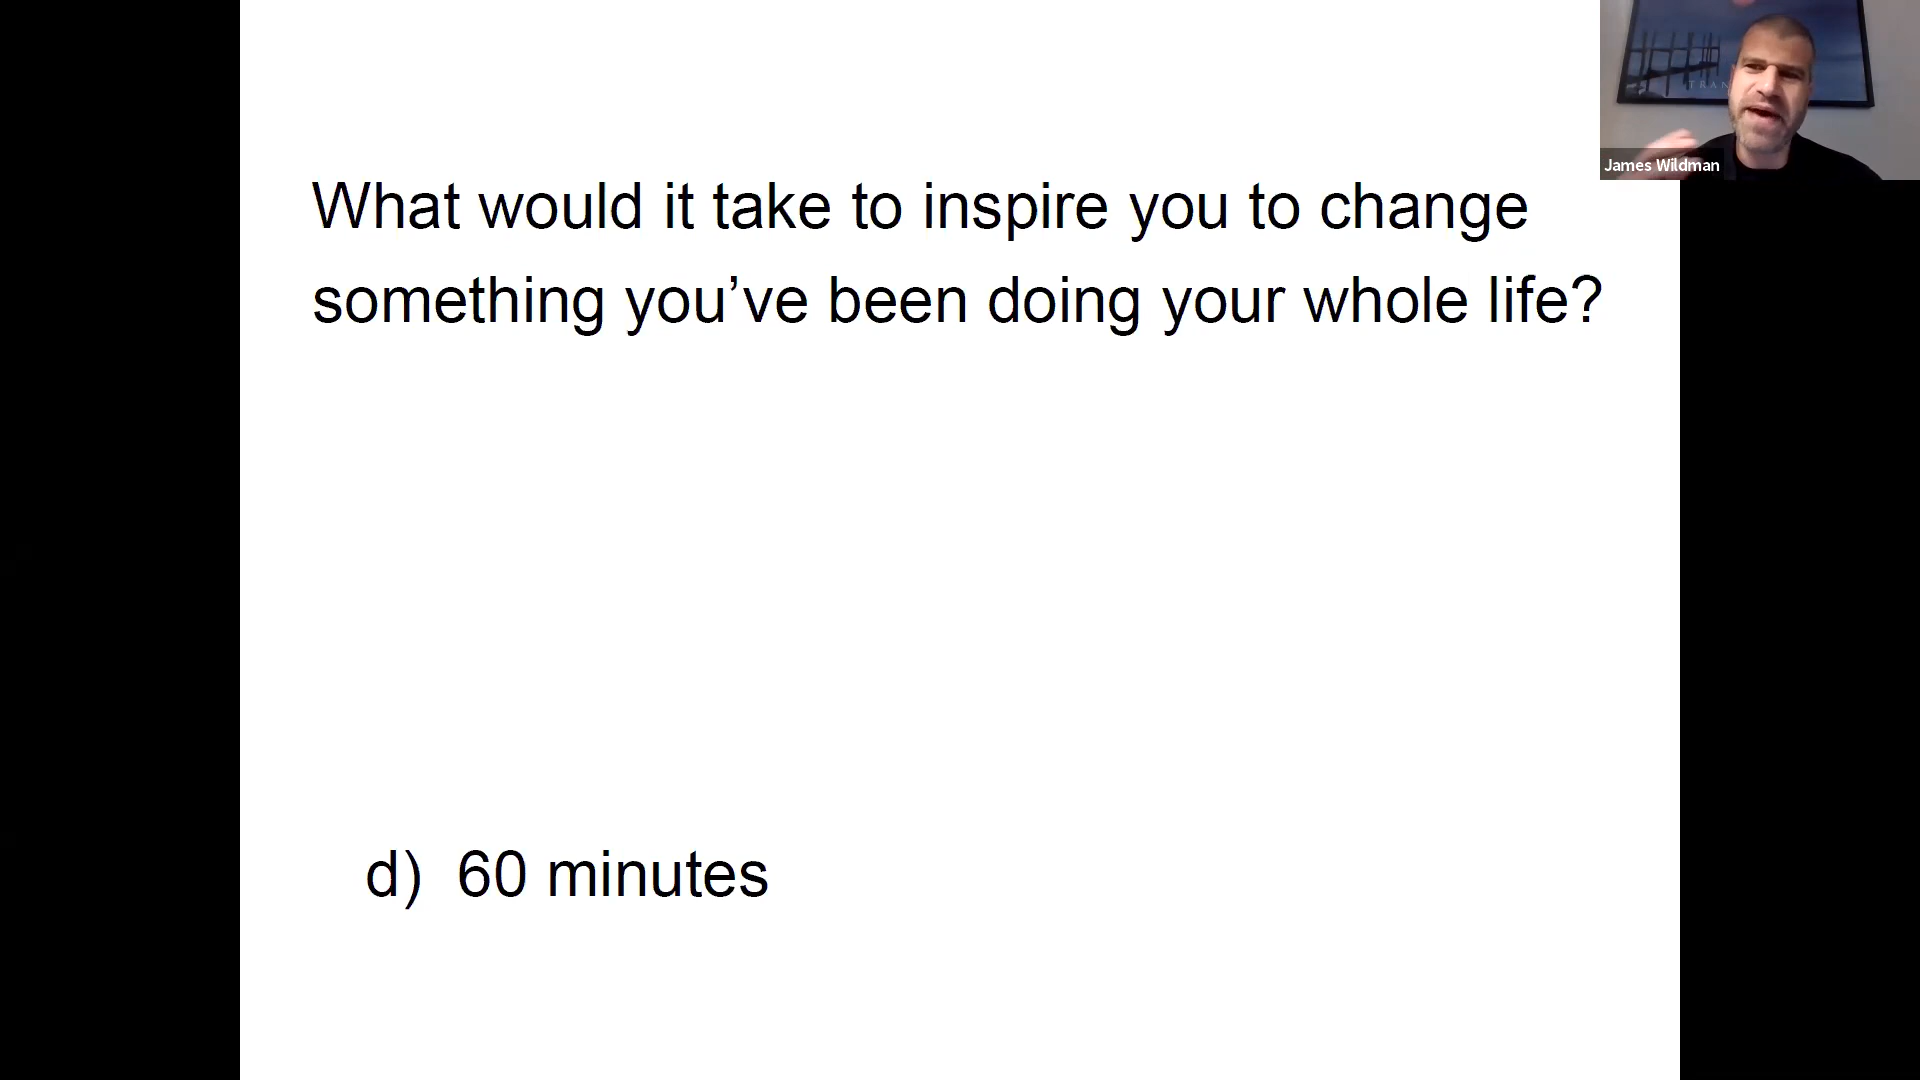 What would it take to inspire you to change
something you’ve been doing your whole life?
d) 60 minutes
TRAN
James Wildman